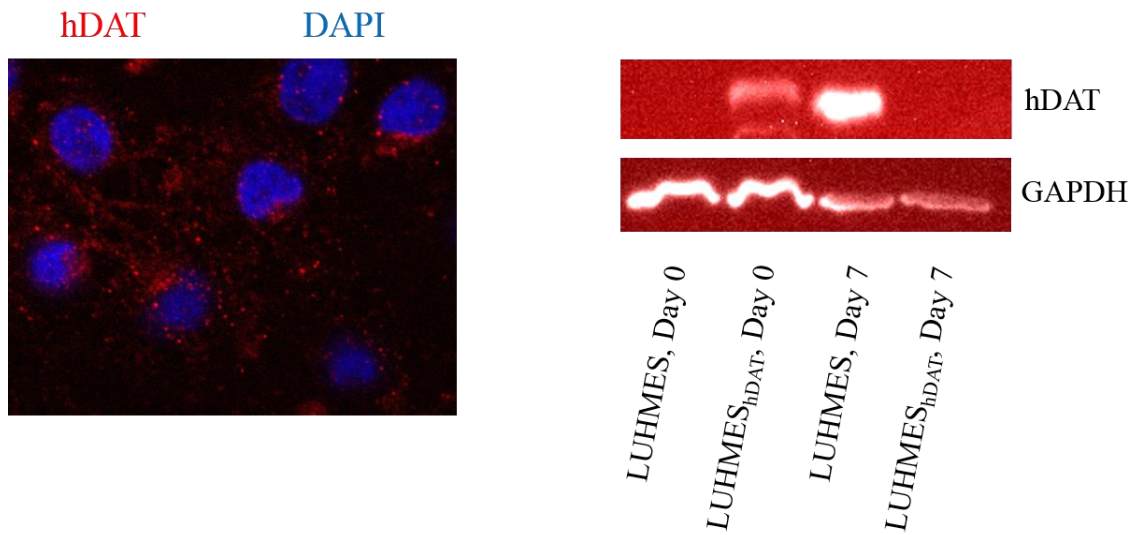 hDAT
DAPI
hDAT
GAPDH
LUHMES, Day 0
LUHMEShDAT, Day 0
LUHMES, Day 7
LUHMEShDAT, Day 7